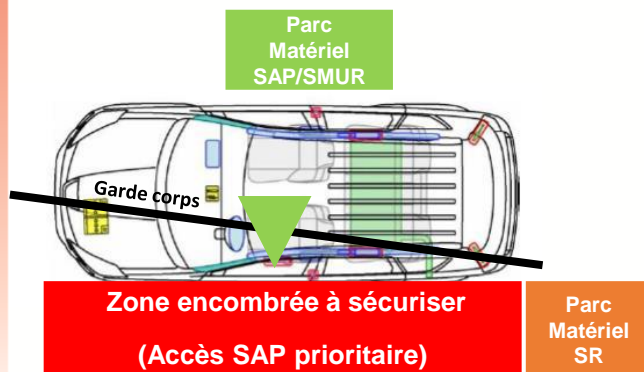 Parc
Matériel
SAP/SMUR
Garde corps
Zone encombrée à sécuriser
(Accès SAP prioritaire)
Parc
Matériel
SR